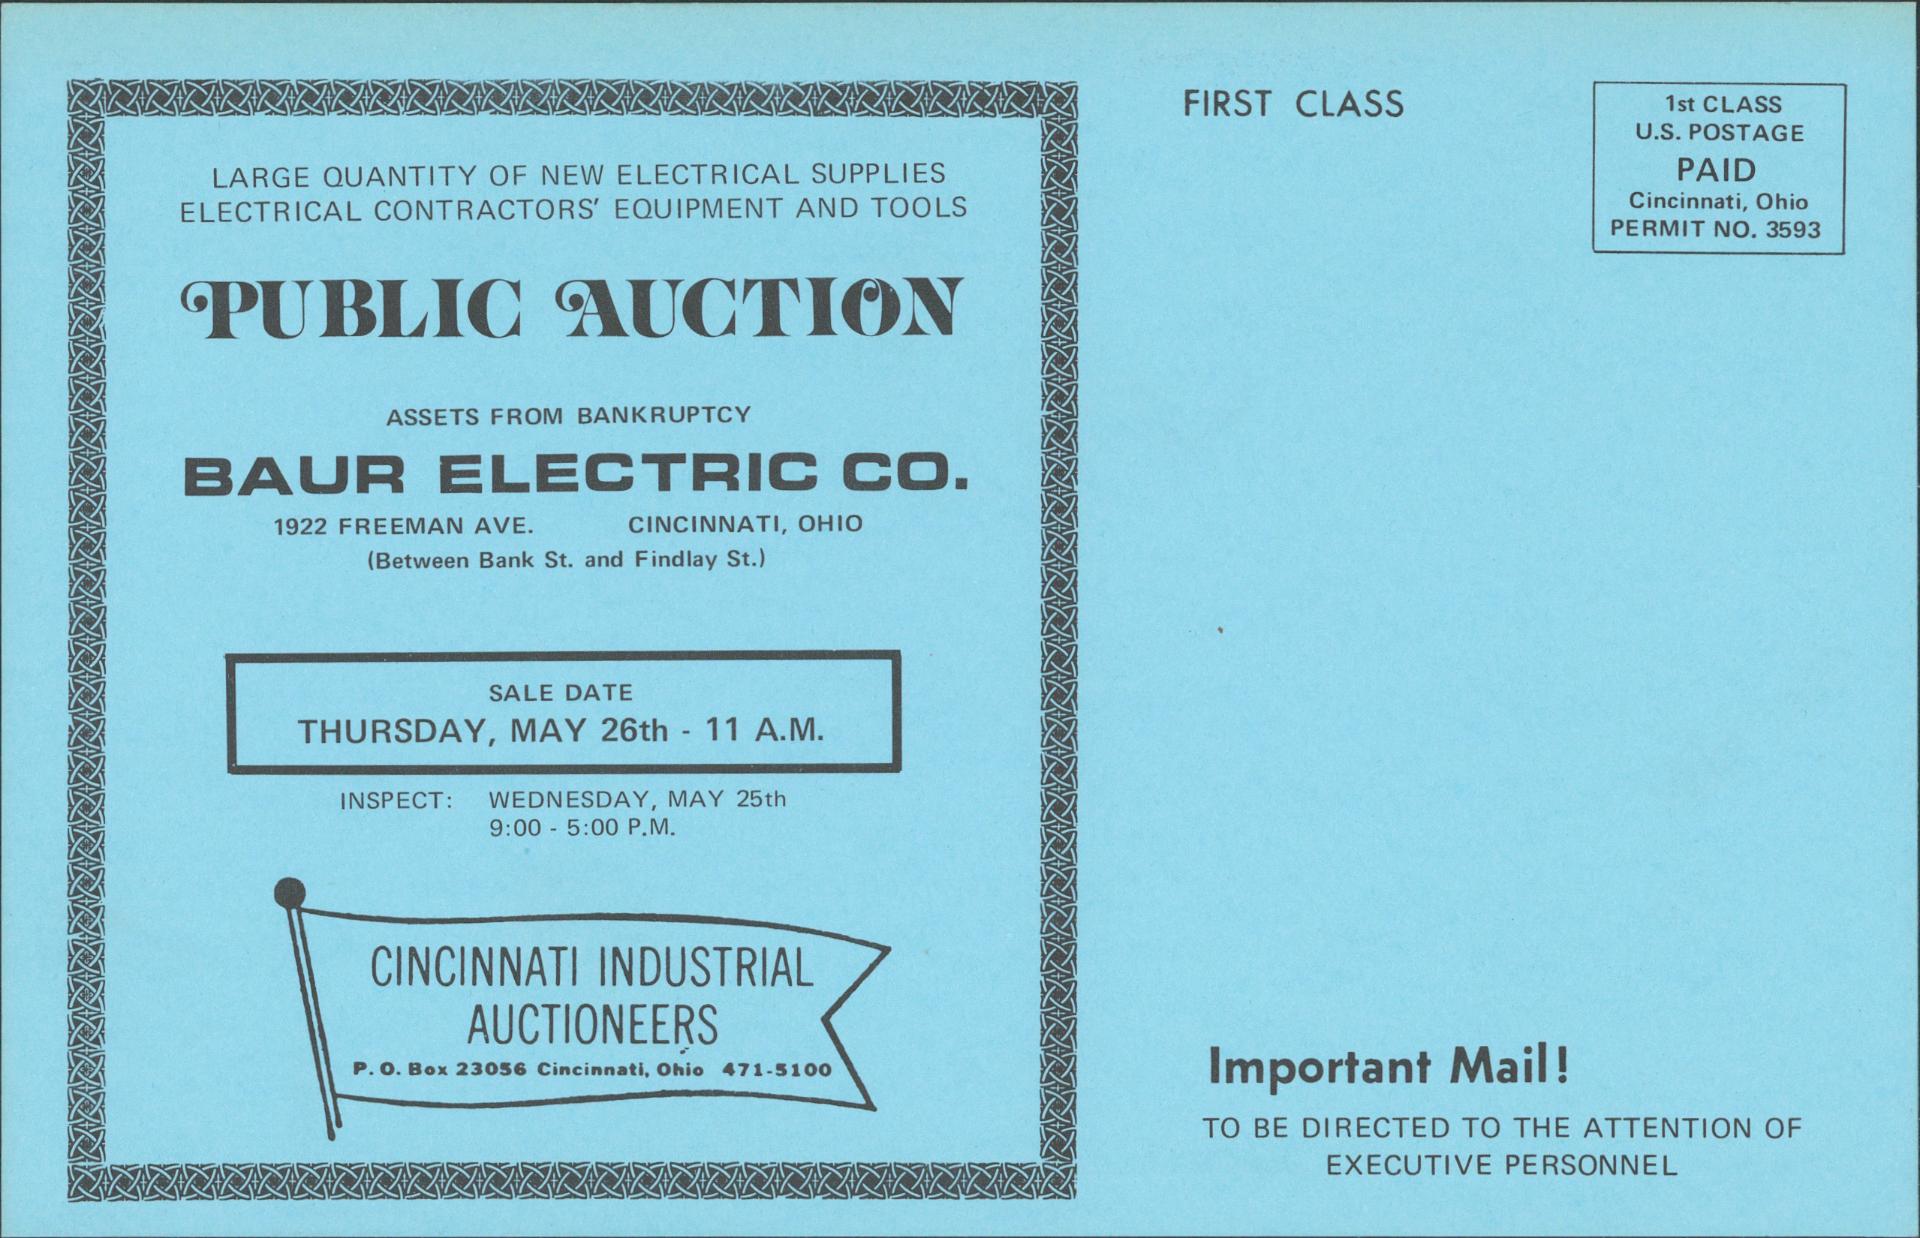 LARGE QUANTITY OF NEW ELECTRICAL SUPPLIES
ELECTRICAL CONTRACTORS' EQUIPMENT AND TOOLS
PUBLIC AUCTION
ASSETS FROM BANKRUPTCY
BAUR ELECTRIC CO.
1922 FREEMAN AVE. CINCINNATI, OHIO
(Between Bank St. and Findlay St.)
SALE DATE
THURSDAY, MAY 26th - 11 A.M.
INSPECT: WEDNESDAY, MAY 25th
9:00 - 5:00 P.M.
CINCINNATI INDUSTRIAL
AUCTIONEERS
P. O. Box 23056 Cincinnati, Ohio 471-5100
FIRST CLASS
1st CLASS
U.S. POSTAGE
PAID
Cincinnati, Ohio
PERMIT NO. 3593
Important Mail!
TO BE DIRECTED TO THE ATTENTION OF
EXECUTIVE PERSONNEL